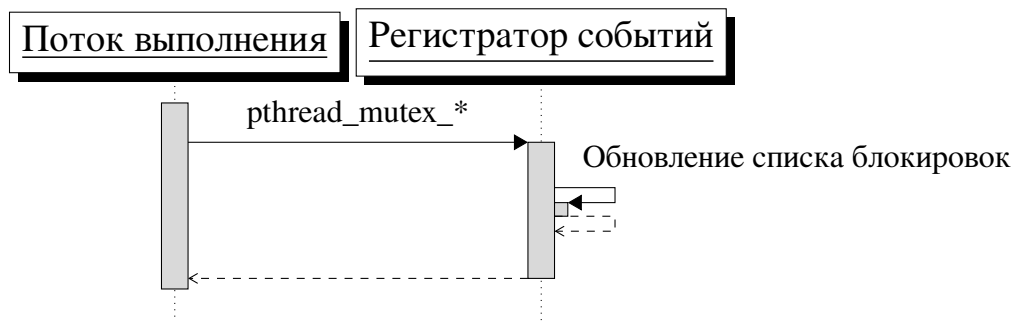 Поток выполнения
Регистратор событий
pthread_mutex_*
Обновление списка блокировок